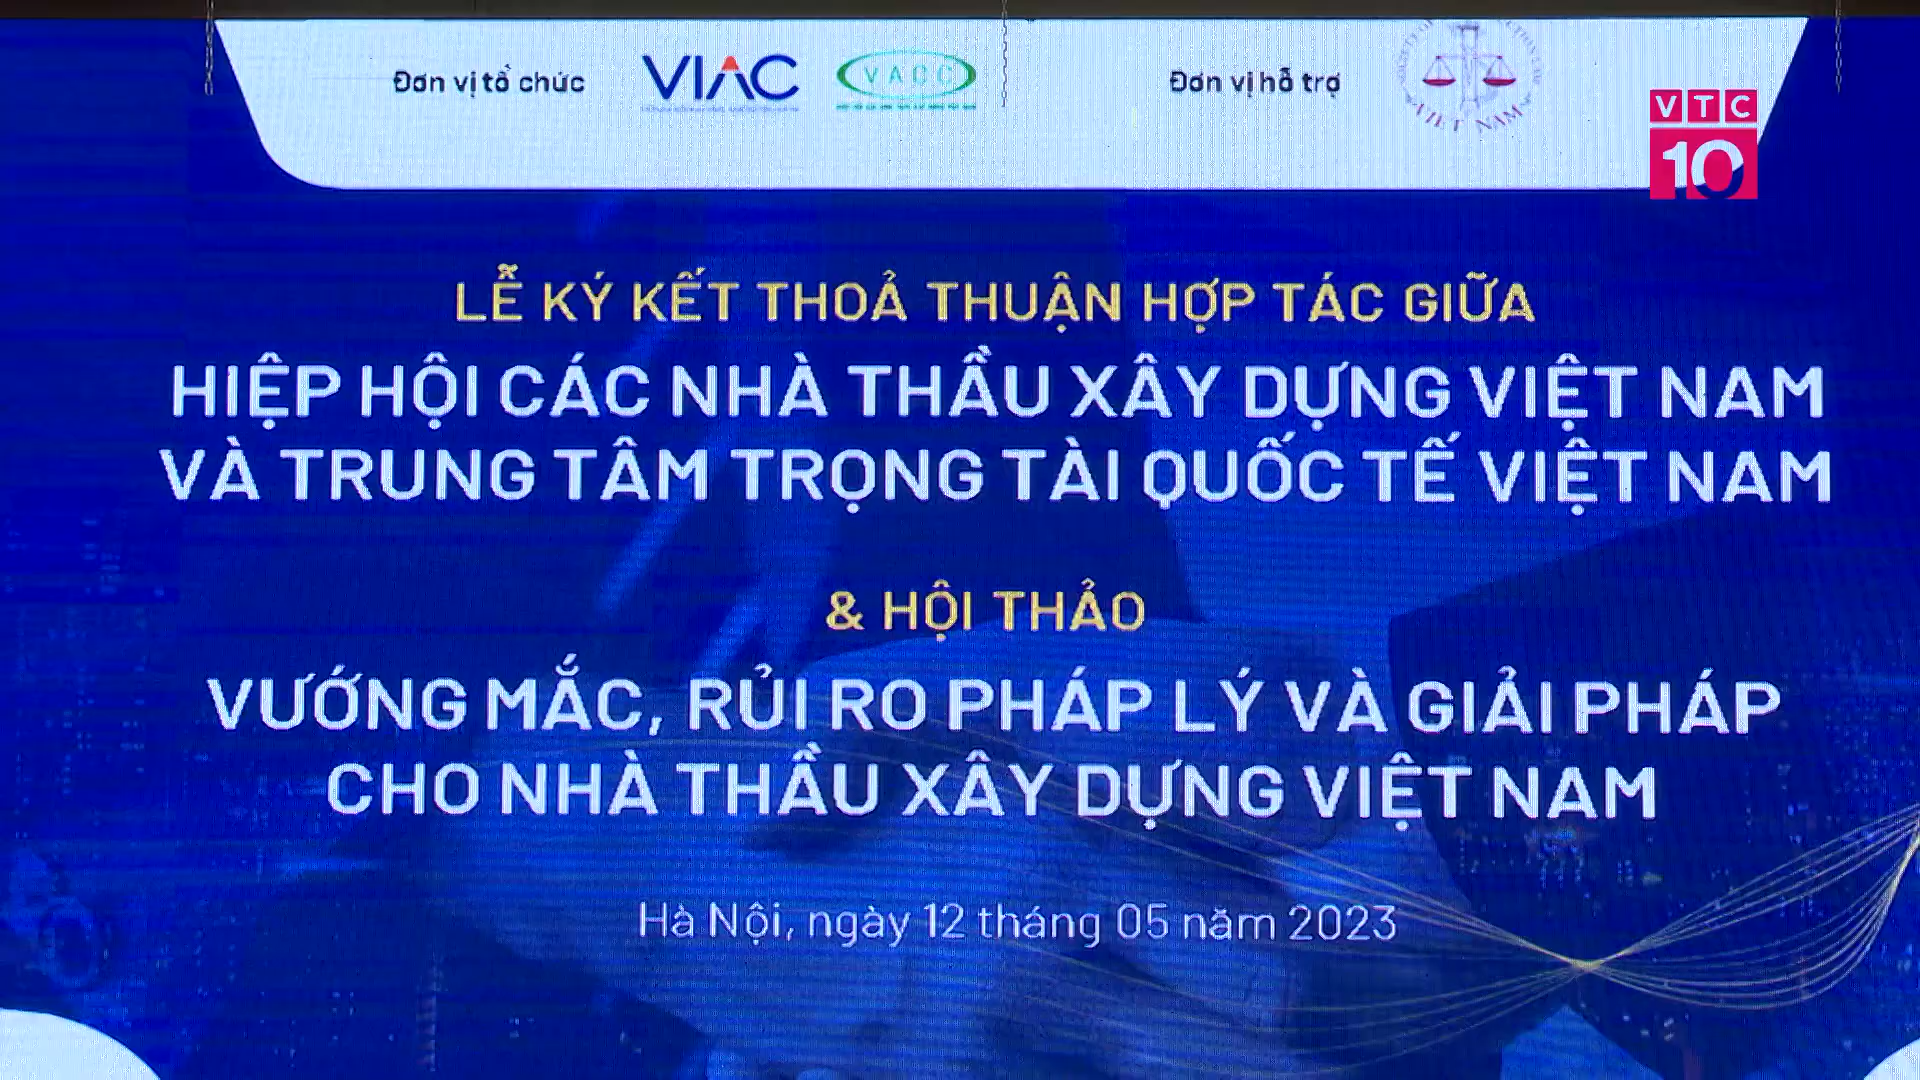 Đơn vị tổ chức
VIAC
VACC
Đơn vị hỗ trợ
VIET NAM
VTC
10
LỄ KÝ KẾT THOẢ THUẬN HỢP TÁC GIỮA
HIỆP HỘI CÁC NHÀ THẦU XÂY DỰNG VIỆT NAM
VÀ TRUNG TÂM TRỌNG TÀI QUỐC TẾ VIỆT NAM
& HỘI THẢO
VƯỚNG MẮC, RỦI RO PHÁP LÝ VÀ GIẢI PHÁP
CHO NHÀ THẦU XÂY DỰNG VIỆT NAM
Hà Nội, ngày 12 tháng 05 năm 2023